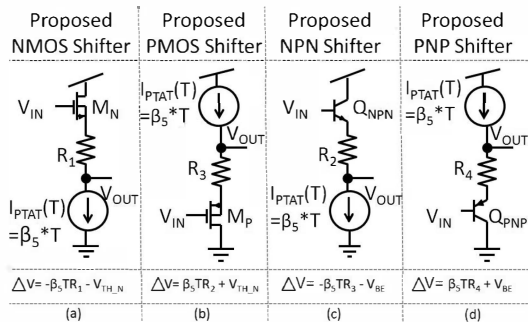 Proposed NMOS Shifter
Proposed PMOS Shifter
Proposed NPN Shifter
Proposed PNP Shifter
V_IN
M_N
R_1
V_OUT
I_PTAT(T)
=β_5*T
I_PTAT(T)
=β_5*T
V_OUT
R_3
V_IN
M_P
V_IN
Q_NPN
R_2
V_OUT
I_PTAT(T)
=β_5*T
I_PTAT(T)
=β_5*T
V_OUT
R_4
V_IN
Q_PNP
△V= -β_5TR_1 - V_TH_N
△V= β_5TR_2 + V_TH_N
△V= -β_5TR_3 - V_BE
△V= β_5TR_4 + V_BE
(a)
(b)
(c)
(d)